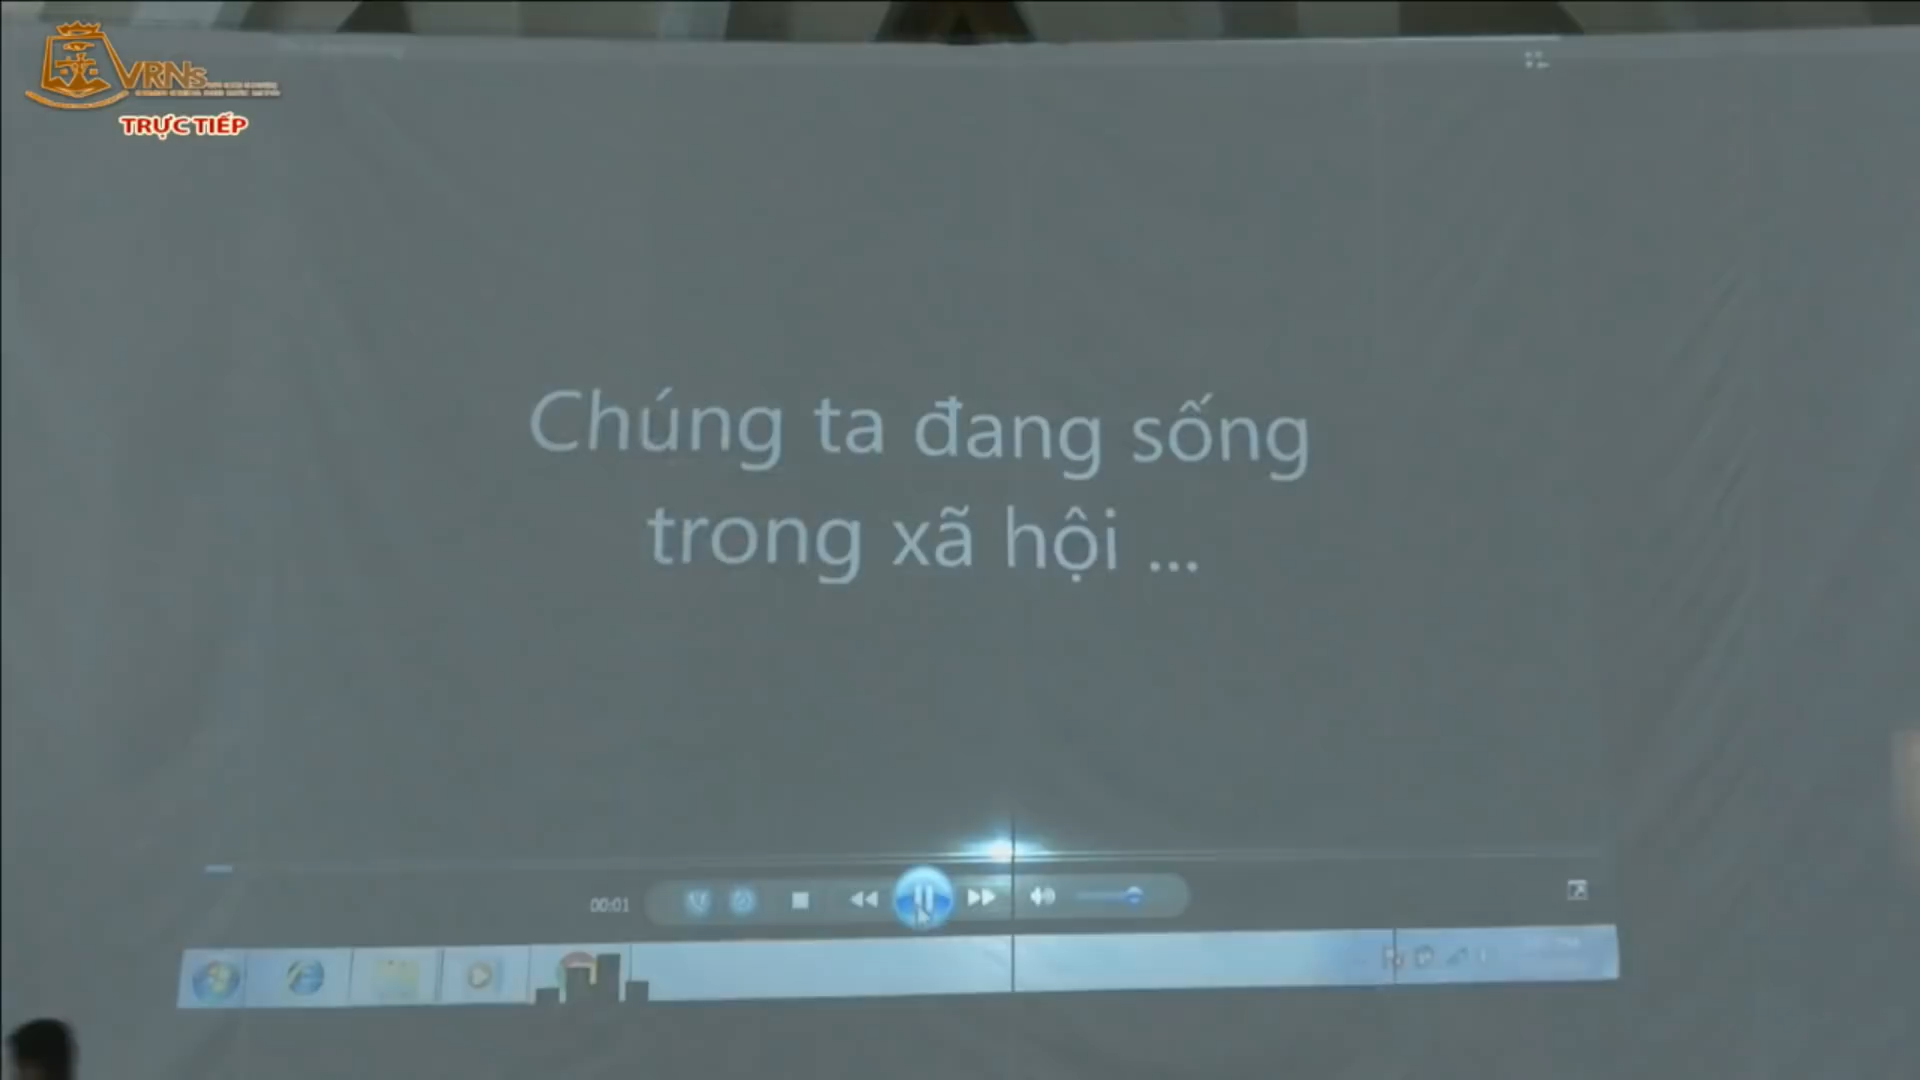 VRNs
TRỰC TIẾP
Chúng ta đang sống
trong xã hội ...
00:01